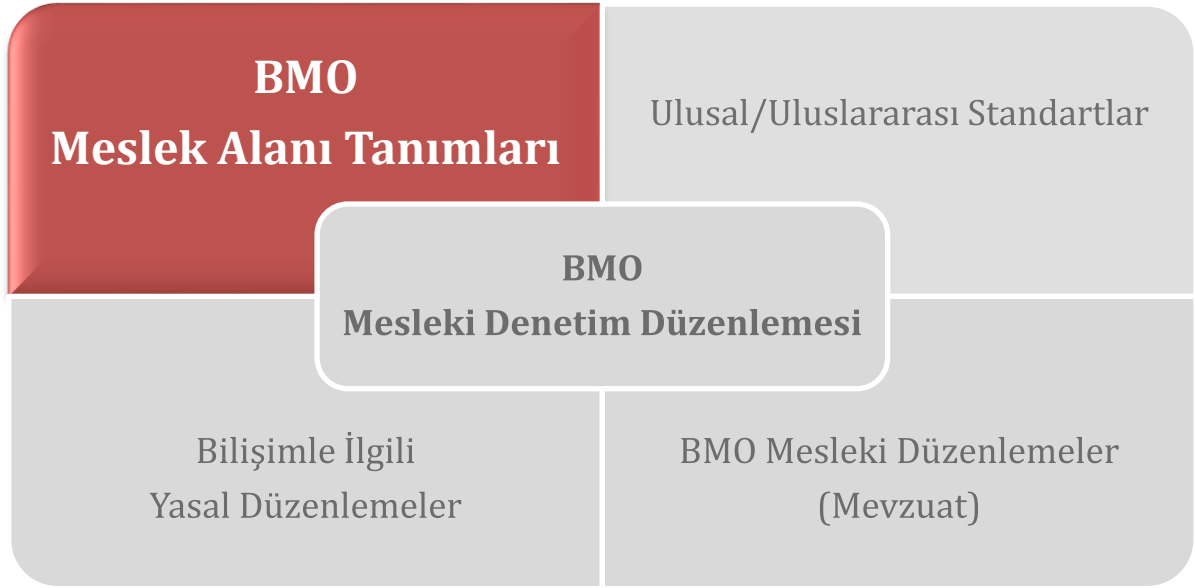 BMO
Meslek Alanı Tanımları
Ulusal/Uluslararası Standartlar
BMO
Mesleki Denetim Düzenlemesi
Bilişimle İlgili
Yasal Düzenlemeler
BMO Mesleki Düzenlemeler
(Mevzuat)